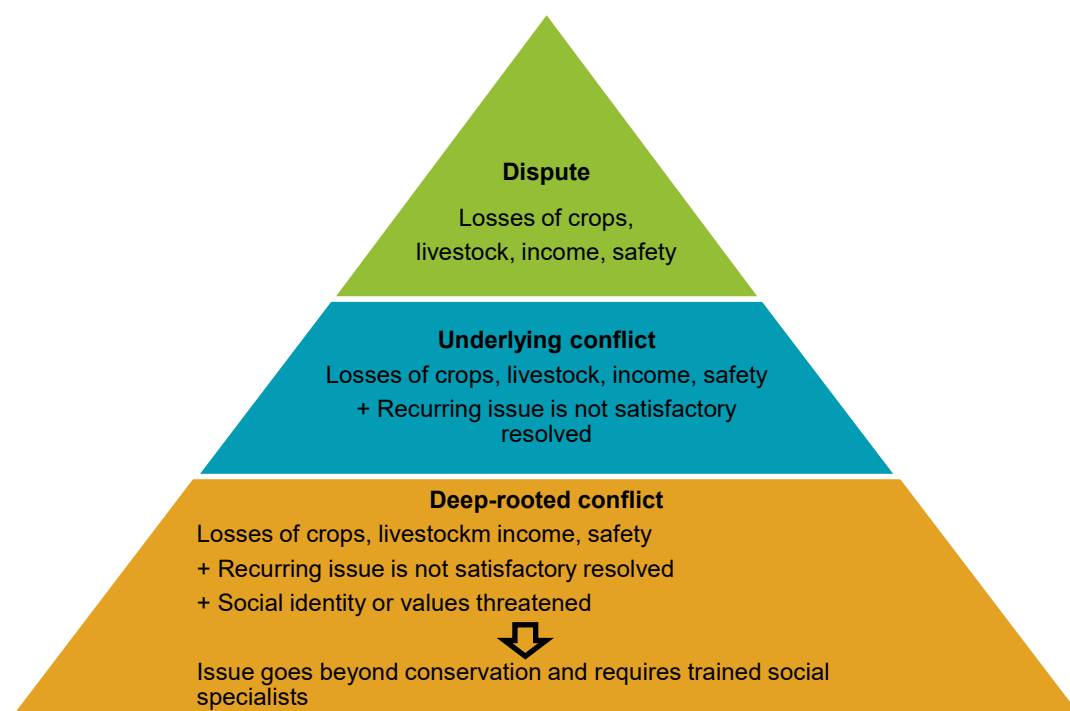 Dispute
Losses of crops,
livestock, income, safety
Underlying conflict
Losses of crops, livestock, income, safety
+ Recurring issue is not satisfactory
resolved
Deep-rooted conflict
Losses of crops, livestockm income, safety
+ Recurring issue is not satisfactory resolved
+ Social identity or values threatened
Issue goes beyond conservation and requires trained social
specialists